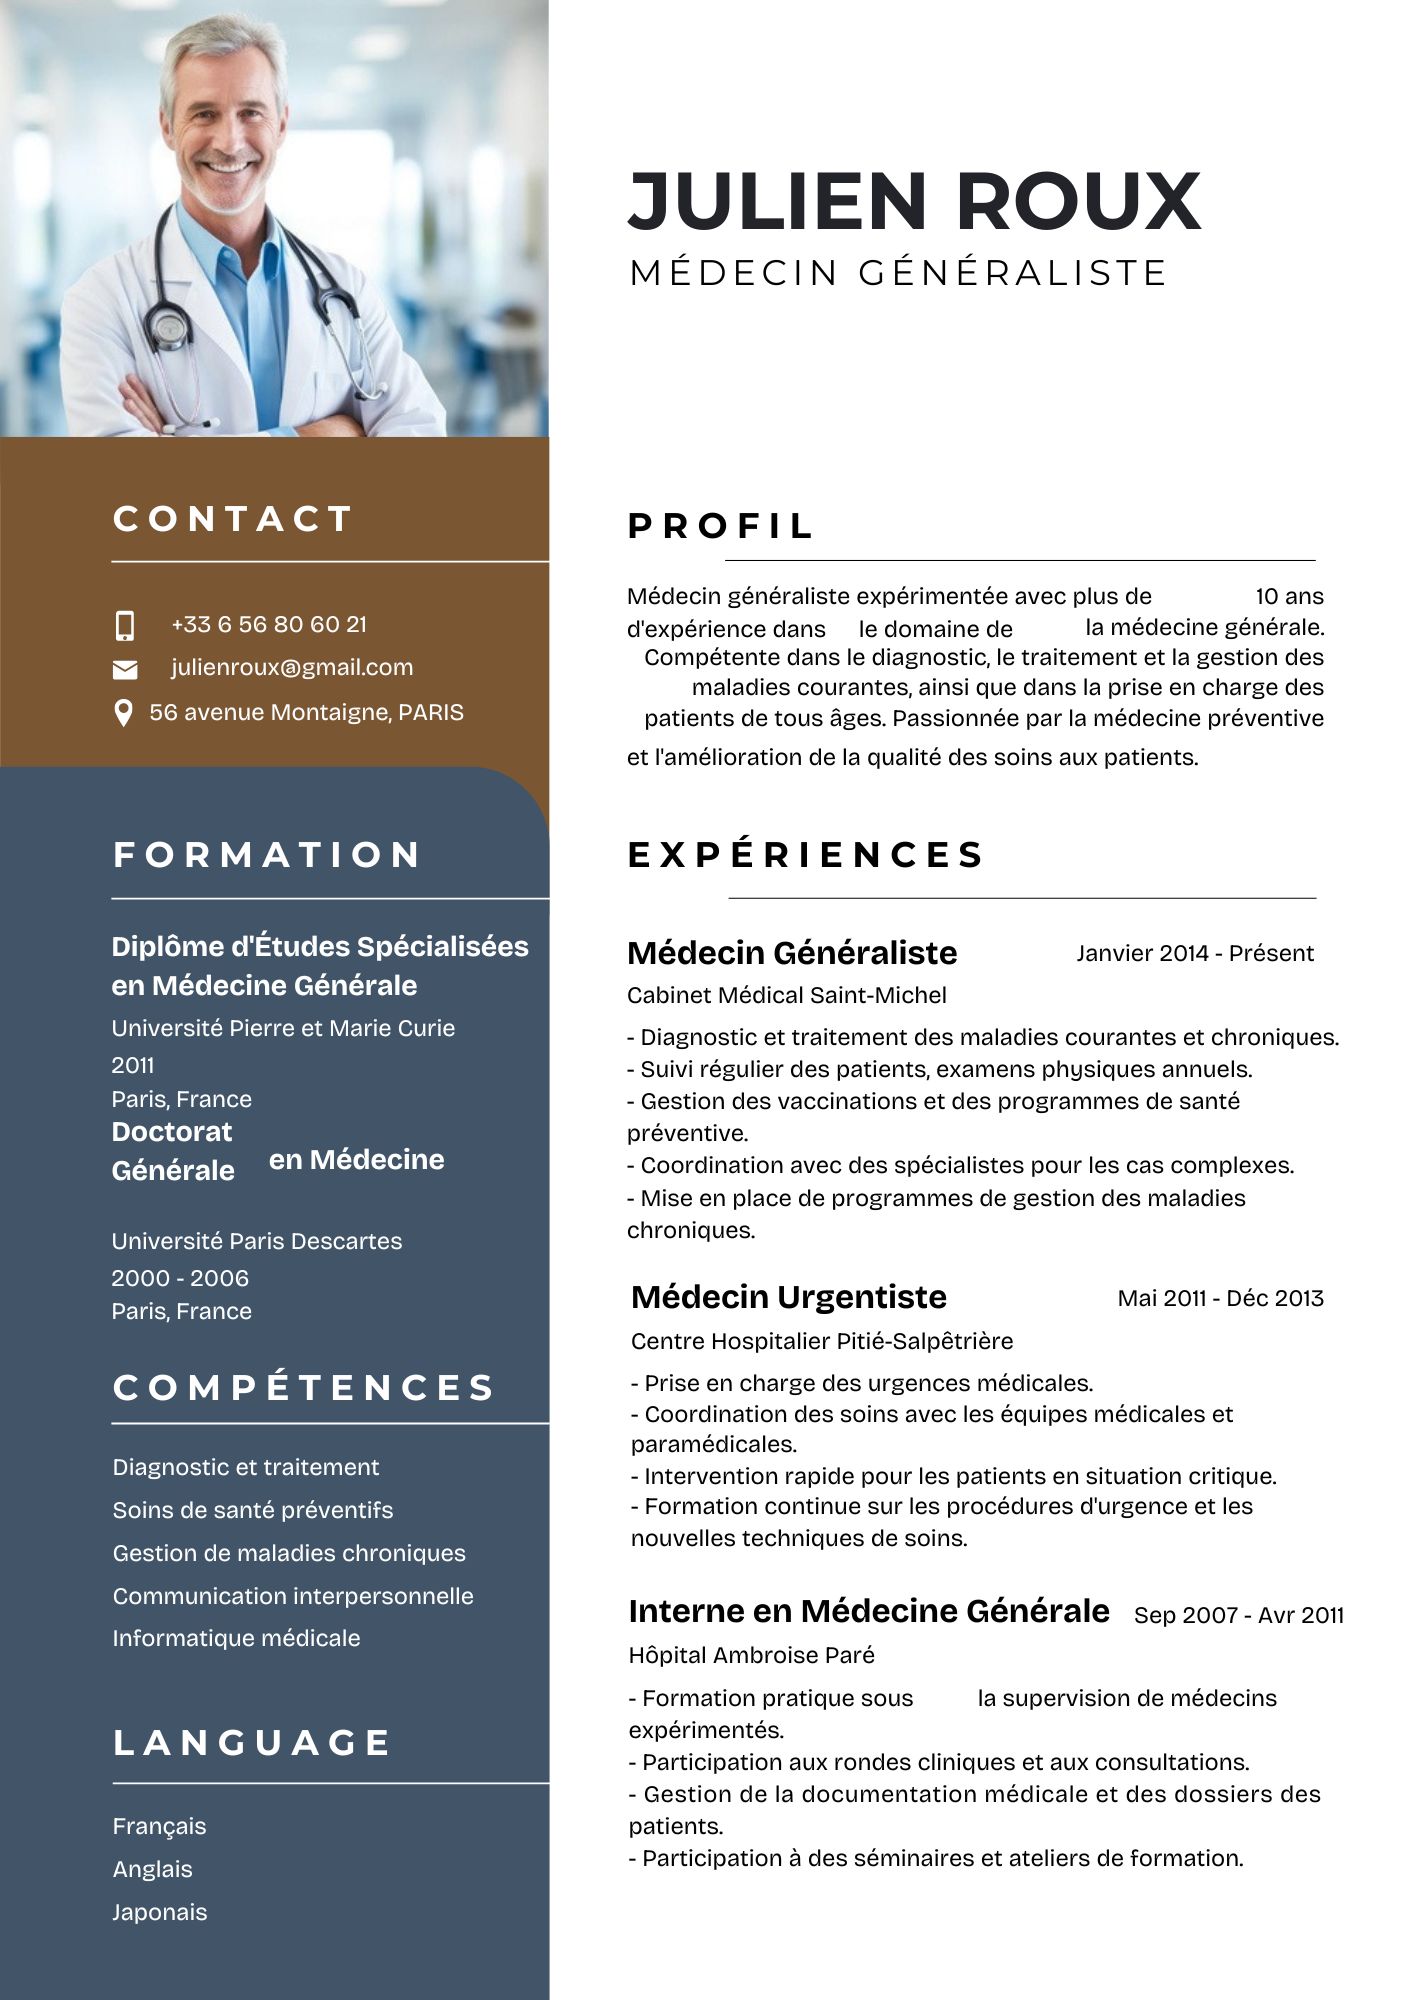 JULIEN ROUX
MÉDECIN GÉNÉRALISTE
CONTACT
+33 6 56 80 60 21
julienroux@gmail.com
56 avenue Montaigne, PARIS
FORMATION
Diplôme d'Études Spécialisées
en Médecine Générale
Université Pierre et Marie Curie
2011
Paris, France
Doctorat en Médecine
Générale
Université Paris Descartes
2000 - 2006
Paris, France
COMPÉTENCES
Diagnostic et traitement
Soins de santé préventifs
Gestion de maladies chroniques
Communication interpersonnelle
Informatique médicale
LANGUAGE
Français
Anglais
Japonais
PROFIL
Médecin généraliste expérimentée avec plus de 10 ans
d'expérience dans le domaine de la médecine générale.
Compétente dans le diagnostic, le traitement et la gestion des
maladies courantes, ainsi que dans la prise en charge des
patients de tous âges. Passionnée par la médecine préventive
et l'amélioration de la qualité des soins aux patients.
EXPÉRIENCES
Médecin Généraliste Janvier 2014 - Présent
Cabinet Médical Saint-Michel
- Diagnostic et traitement des maladies courantes et chroniques.
- Suivi régulier des patients, examens physiques annuels.
- Gestion des vaccinations et des programmes de santé
préventive.
- Coordination avec des spécialistes pour les cas complexes.
- Mise en place de programmes de gestion des maladies
chroniques.
Médecin Urgentiste Mai 2011 - Déc 2013
Centre Hospitalier Pitié-Salpêtrière
- Prise en charge des urgences médicales.
- Coordination des soins avec les équipes médicales et
paramédicales.
- Intervention rapide pour les patients en situation critique.
- Formation continue sur les procédures d'urgence et les
nouvelles techniques de soins.
Interne en Médecine Générale Sep 2007 - Avr 2011
Hôpital Ambroise Paré
- Formation pratique sous la supervision de médecins
expérimentés.
- Participation aux rondes cliniques et aux consultations.
- Gestion de la documentation médicale et des dossiers des
patients.
- Participation à des séminaires et ateliers de formation.